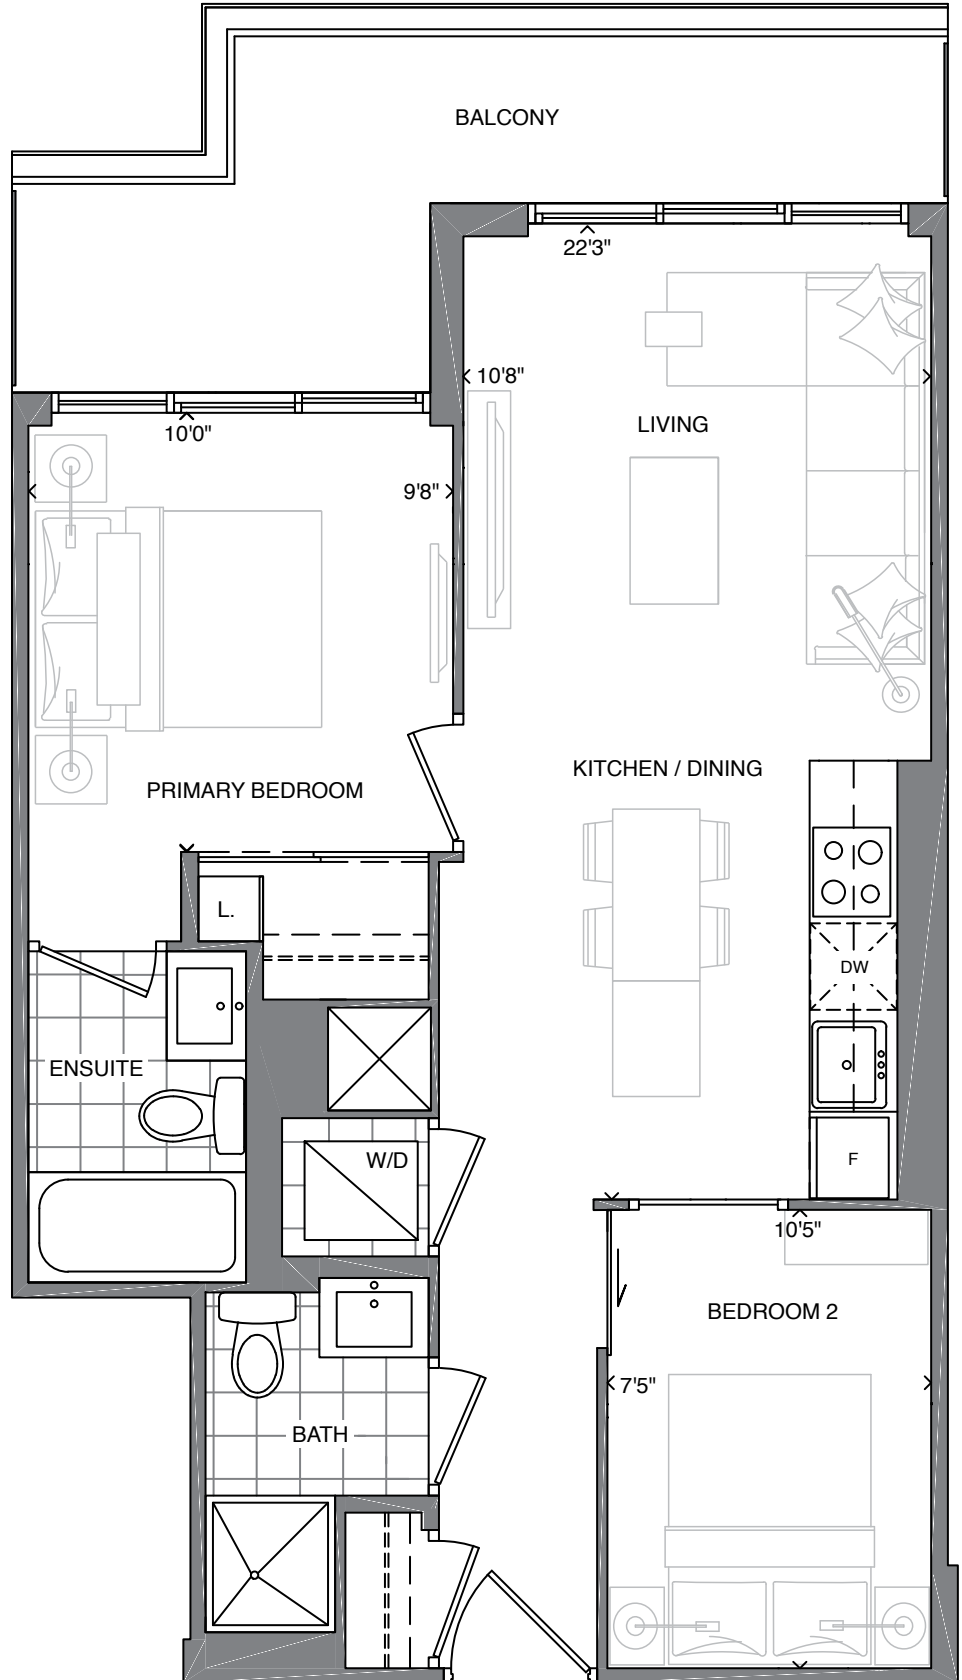 BALCONY
22'3"
10'8"
LIVING
10'0"
9'8"
KITCHEN / DINING
PRIMARY BEDROOM
L.
DW
ENSUITE
W/D
F
10'5"
BEDROOM 2
7'5"
BATH